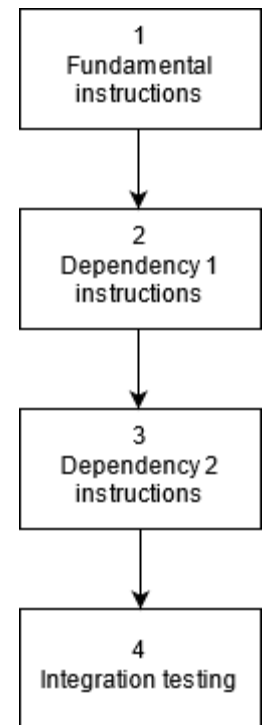 1
Fundamental
instructions
2
Dependency 1
instructions
3
Dependency 2
instructions
4
Integration testing